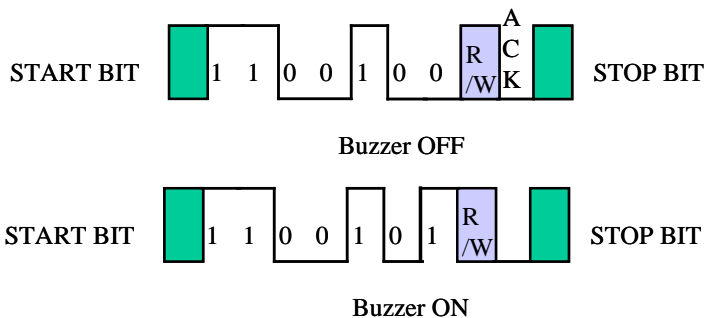 START BIT 1 1 0 0 1 0 0 R/W ACK STOP BIT
Buzzer OFF
START BIT 1 1 0 0 1 0 1 R/W STOP BIT
Buzzer ON